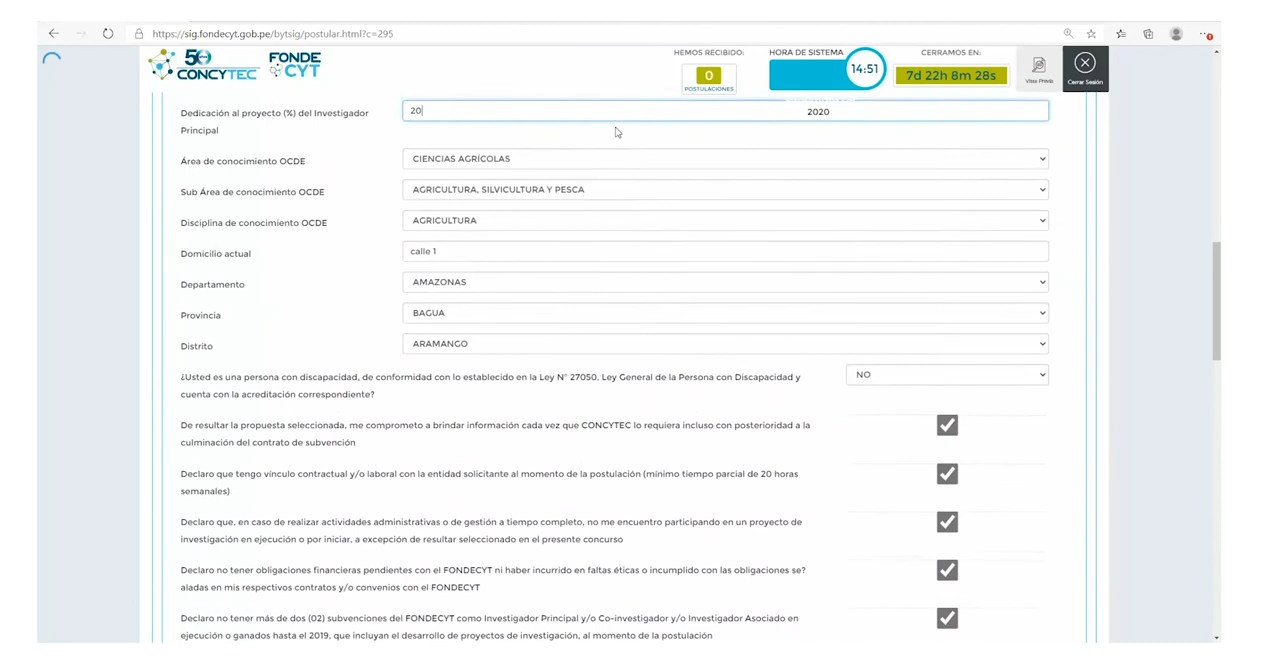 https://sig.fondecyt.gob.pe/bytsig/postular.html?c=295
50
CONCYTEC
FONDE
CYT
HEMOS RECIBIDO:
0
POSTULACIONES
HORA DE SISTEMA
14:51
CERRAMOS EN:
7d 22h 8m 28s
Vista Previa
Cerrar Sesión
Dedicación al proyecto (%) del Investigador
Principal
20
2020
Área de conocimiento OCDE
CIENCIAS AGRÍCOLAS
Sub Área de conocimiento OCDE
AGRICULTURA, SILVICULTURA Y PESCA
Disciplina de conocimiento OCDE
AGRICULTURA
Domicilio actual
calle 1
Departamento
AMAZONAS
Provincia
BAGUA
Distrito
ARAMANGO
¿Usted es una persona con discapacidad, de conformidad con lo establecido en la Ley N° 27050, Ley General de la Persona con Discapacidad y
cuenta con la acreditación correspondiente?
NO
De resultar la propuesta seleccionada, me comprometo a brindar información cada vez que CONCYTEC lo requiera incluso con posterioridad a la
culminación del contrato de subvención
Declaro que tengo vínculo contractual y/o laboral con la entidad solicitante al momento de la postulación (mínimo tiempo parcial de 20 horas
semanales)
Declaro que, en caso de realizar actividades administrativas o de gestión a tiempo completo, no me encuentro participando en un proyecto de
investigación en ejecución o por iniciar, a excepción de resultar seleccionado en el presente concurso
Declaro no tener obligaciones financieras pendientes con el FONDECYT ni haber incurrido en faltas éticas o incumplido con las obligaciones se?
aladas en mis respectivos contratos y/o convenios con el FONDECYT
Declaro no tener más de dos (02) subvenciones del FONDECYT como Investigador Principal y/o Co-investigador y/o Investigador Asociado en
ejecución o ganados hasta el 2019, que incluyan el desarrollo de proyectos de investigación, al momento de la postulación